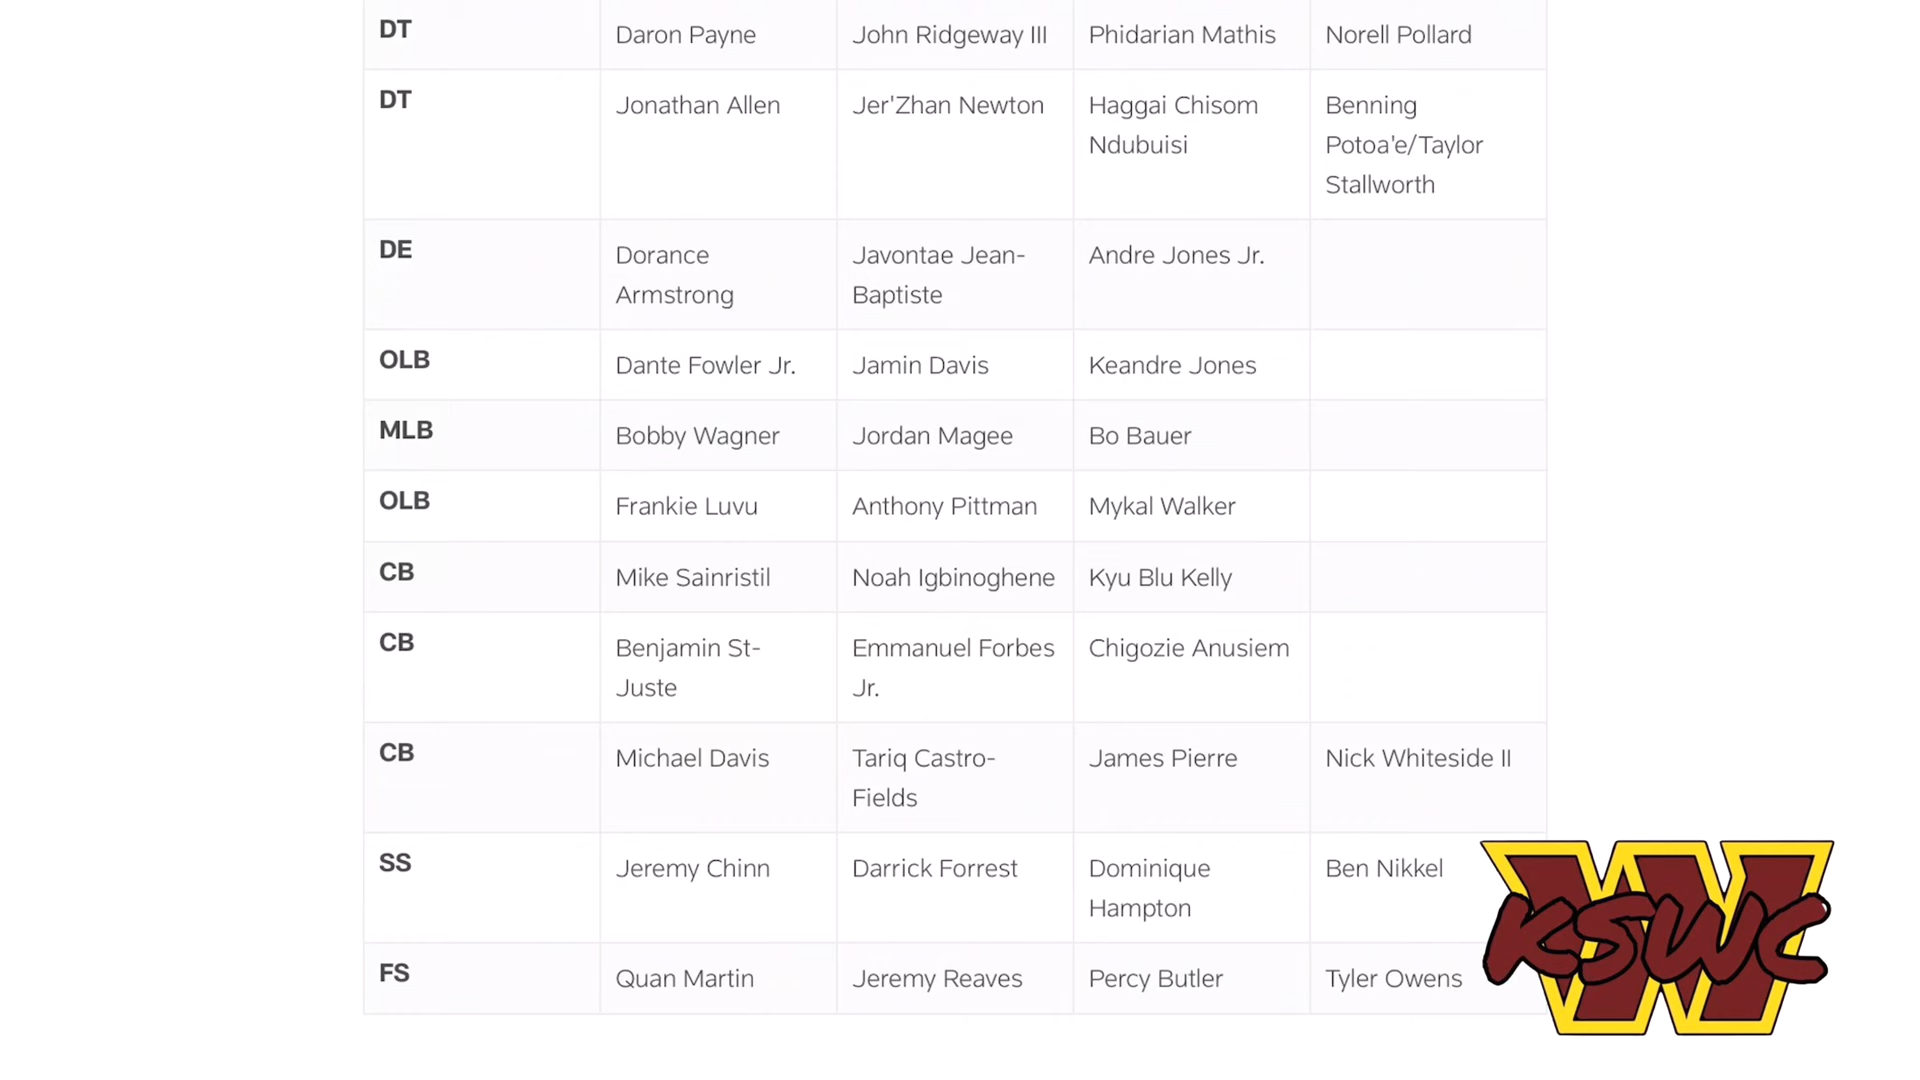 DT Daron Payne John Ridgeway III Phidarian Mathis Norell Pollard
DT Jonathan Allen Jer'Zhan Newton Haggai Chisom Benning
Ndubuisi Potoa'e/Taylor
Stallworth
DE Dorance Javontae Jean- Andre Jones Jr.
Armstrong Baptiste
OLB Dante Fowler Jr. Jamin Davis Keandre Jones
MLB Bobby Wagner Jordan Magee Bo Bauer
OLB Frankie Luvu Anthony Pittman Mykal Walker
CB Mike Sainristil Noah Igbinoghene Kyu Blu Kelly
CB Benjamin St- Emmanuel Forbes Chigozie Anusiem
Juste Jr.
CB Michael Davis Tariq Castro- James Pierre Nick Whiteside II
Fields
SS Jeremy Chinn Darrick Forrest Dominique Ben Nikkel
Hampton
FS Quan Martin Jeremy Reaves Percy Butler Tyler Owens
W
KSWC